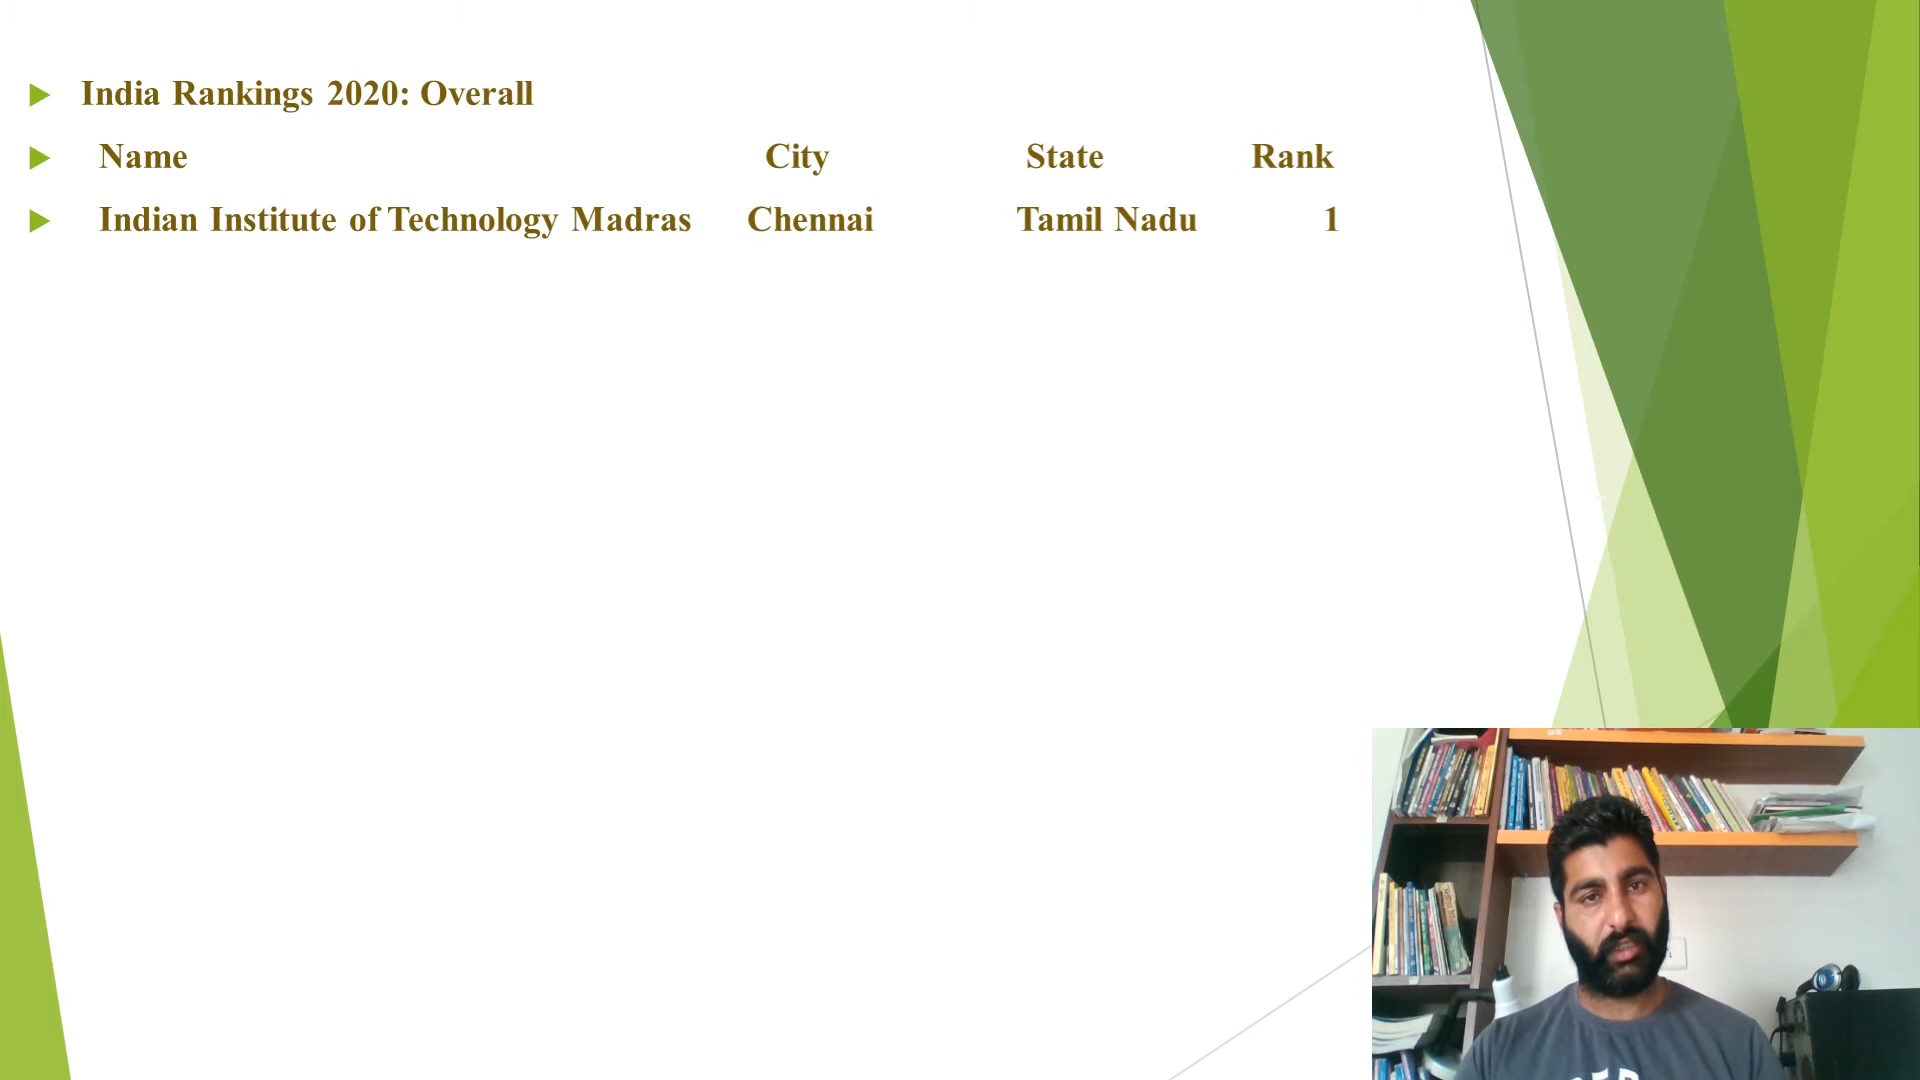 India Rankings 2020: Overall
Name City State Rank
Indian Institute of Technology Madras Chennai Tamil Nadu 1